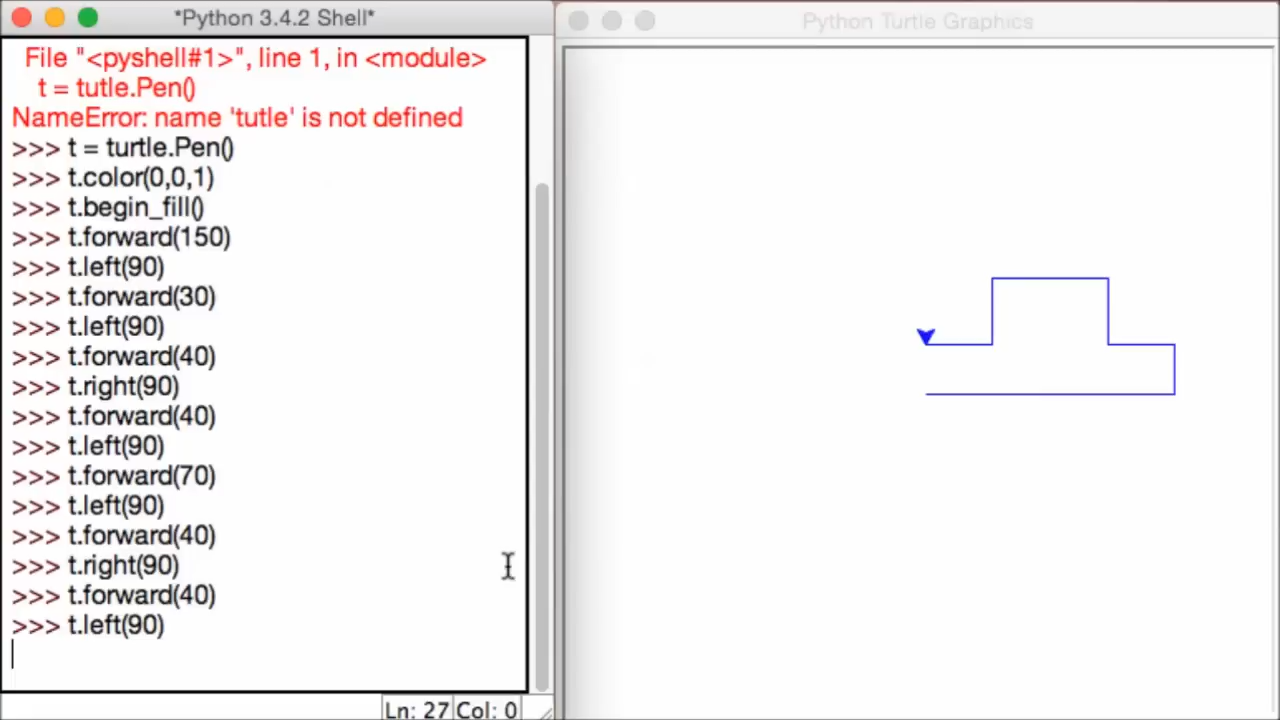 *Python 3.4.2 Shell*
Python Turtle Graphics
File "<pyshell#1>", line 1, in <module>
t = tutle.Pen()
NameError: name 'tutle' is not defined
>>> t = turtle.Pen()
>>> t.color(0,0,1)
>>> t.begin_fill()
>>> t.forward(150)
>>> t.left(90)
>>> t.forward(30)
>>> t.left(90)
>>> t.forward(40)
>>> t.right(90)
>>> t.forward(40)
>>> t.left(90)
>>> t.forward(70)
>>> t.left(90)
>>> t.forward(40)
>>> t.right(90)
>>> t.forward(40)
>>> t.left(90)
Ln: 27 Col: 0